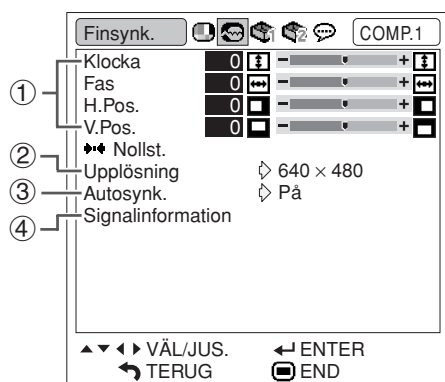 Finsynk. COMP.1
① Klocka 0 − +
Fas 0 − +
H.Pos. 0 − +
V.Pos. 0 − +
Nollst.
② Upplösning 640 × 480
③ Autosynk. På
④ Signalinformation
VÄL/JUS. ENTER
TERUG END